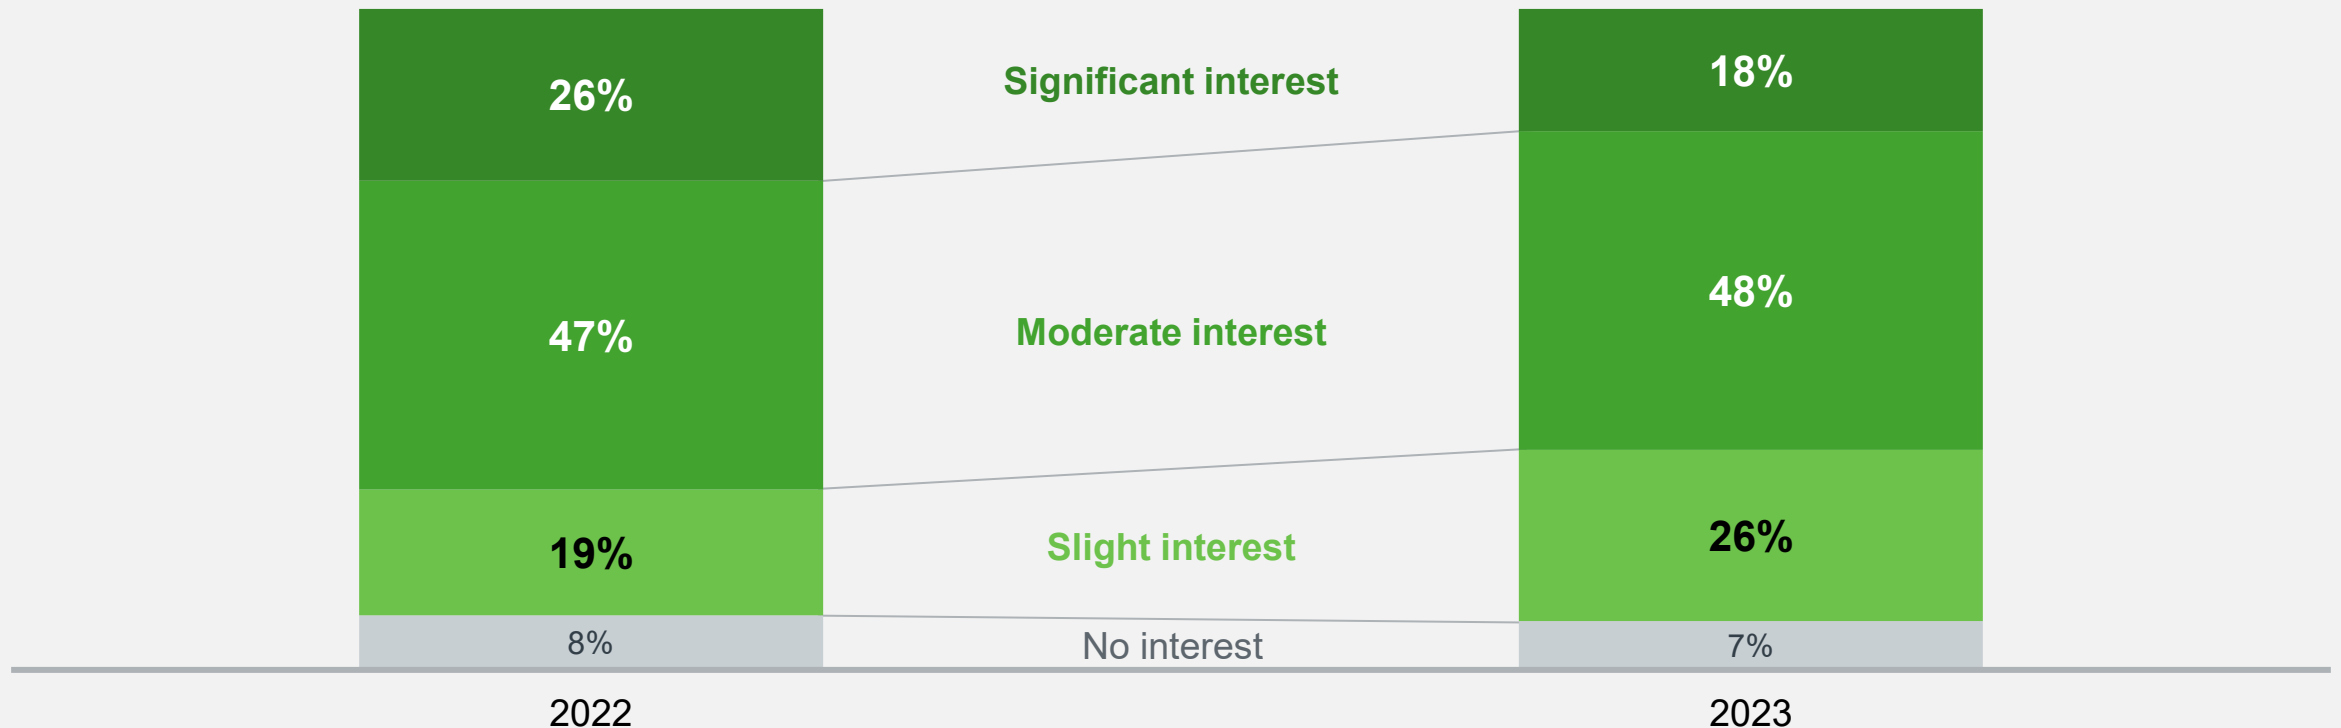 26%
Significant interest
18%
47%
Moderate interest
48%
19%
Slight interest
26%
8%
No interest
7%
2022
2023